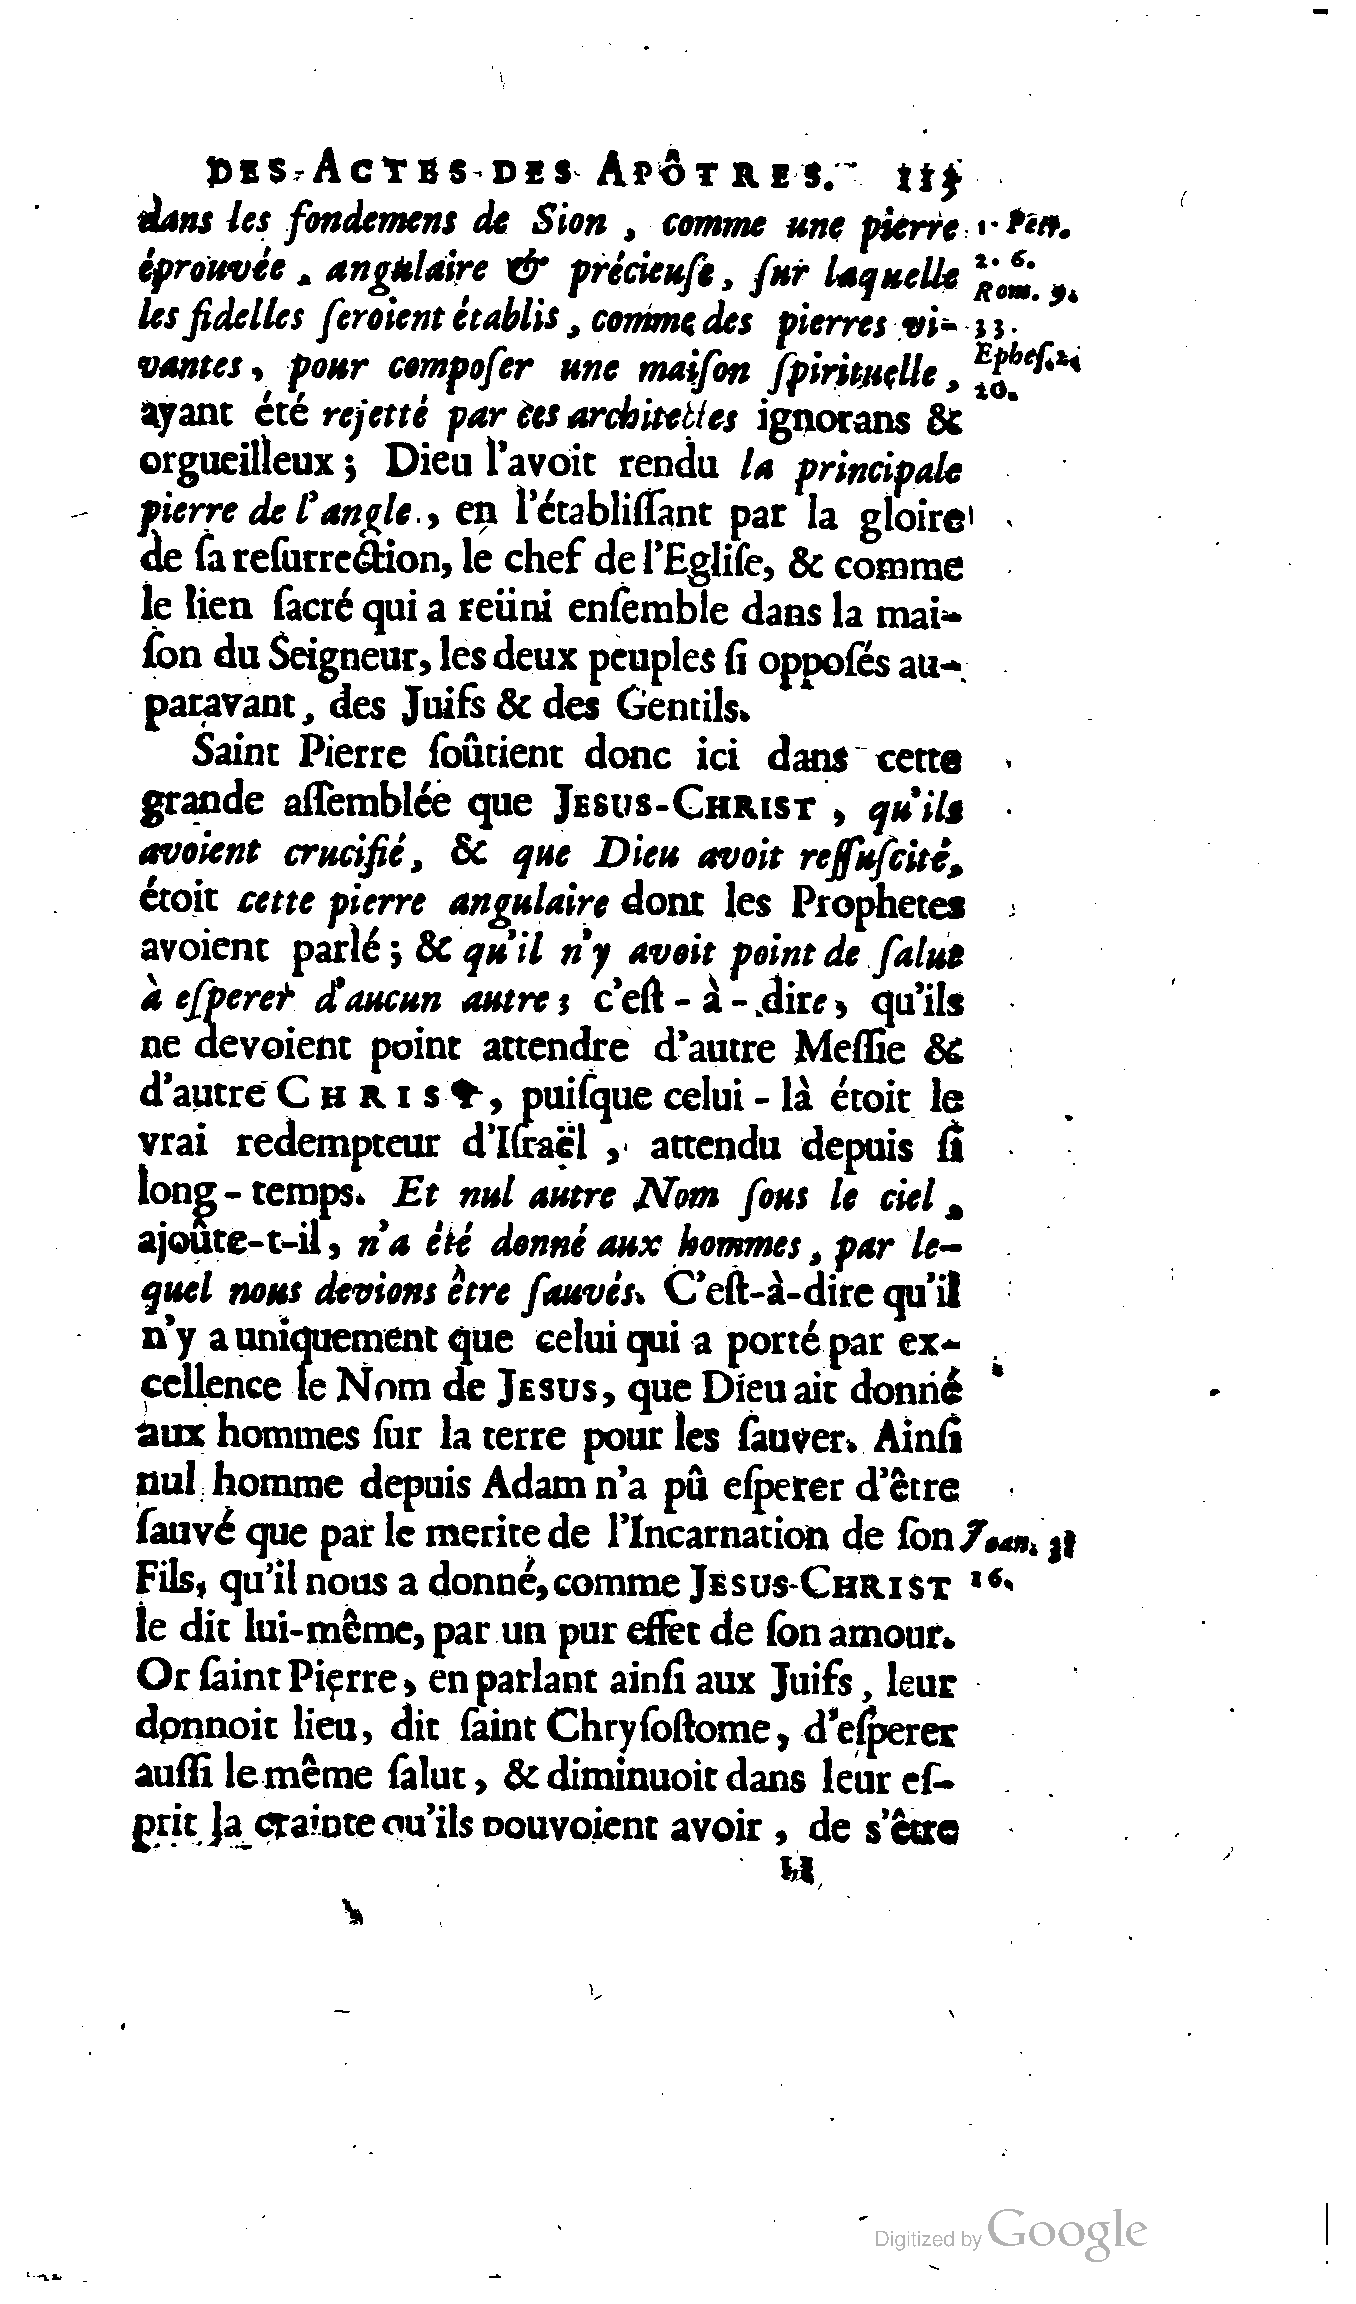 DES ACTES DES APÔTRES. 113
dans les fondemens de Sion, comme une pierre
éprouvée, angulaire & précieuſe, ſur laquelle
les fidelles ſeroient établis, comme des pierres vi-
vantes, pour compoſer une maiſon ſpirituelle,
ayant été rejetté par ces architectes ignorans &
orgueilleux; Dieu l'avoit rendu la principale
pierre de l'angle, en l'établiſſant par la gloire
de ſa reſurrection, le chef de l'Egliſe, & comme
le lien ſacré qui a reüni enſemble dans la mai-
ſon du Seigneur, les deux peuples ſi oppoſés au-
paravant, des Juifs & des Gentils.
Saint Pierre ſoûtient donc ici dans cette
grande aſſemblée que JESUS-CHRIST, qu'ils
avoient crucifié, & que Dieu avoit reſſuſcité,
étoit cette pierre angulaire dont les Prophetes
avoient parlé; & qu'il n'y avoit point de ſalut
à eſperer d'aucun autre; c'eſt-à-dire, qu'ils
ne devoient point attendre d'autre Meſſie &
d'autre CHRIST, puiſque celui-là étoit le
vrai redempteur d'Iſraël, attendu depuis ſi
long-temps. Et nul autre Nom ſous le ciel,
ajoûte-t-il, n'a été donné aux hommes, par le-
quel nous devions être ſauvés. C'eſt-à-dire qu'il
n'y a uniquement que celui qui a porté par ex-
cellence le Nom de JESUS, que Dieu ait donné
aux hommes ſur la terre pour les ſauver. Ainſi
nul homme depuis Adam n'a pû eſperer d'être
ſauvé que par le merite de l'Incarnation de ſon
Fils, qu'il nous a donné, comme JESUS-CHRIST
le dit lui-même, par un pur effet de ſon amour.
Or ſaint Pierre, en parlant ainſi aux Juifs, leur
donnoit lieu, dit ſaint Chryſoſtome, d'eſperer
auſſi le même ſalut, & diminuoit dans leur eſ-
prit la crainte qu'ils pouvoient avoir, de s'être
H
1. Petr.
2. 6.
Rom. 9.
33.
Epheſ. 2.
20.
Joan. 3
16.
Digitized by Google